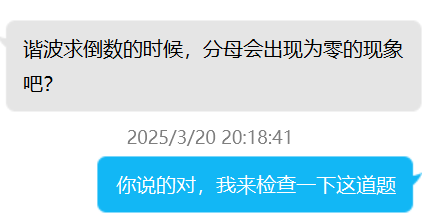 谐波求倒数的时候，分母会出现为零的现象
吧？
2025/3/20 20:18:41
你说的对，我来检查一下这道题